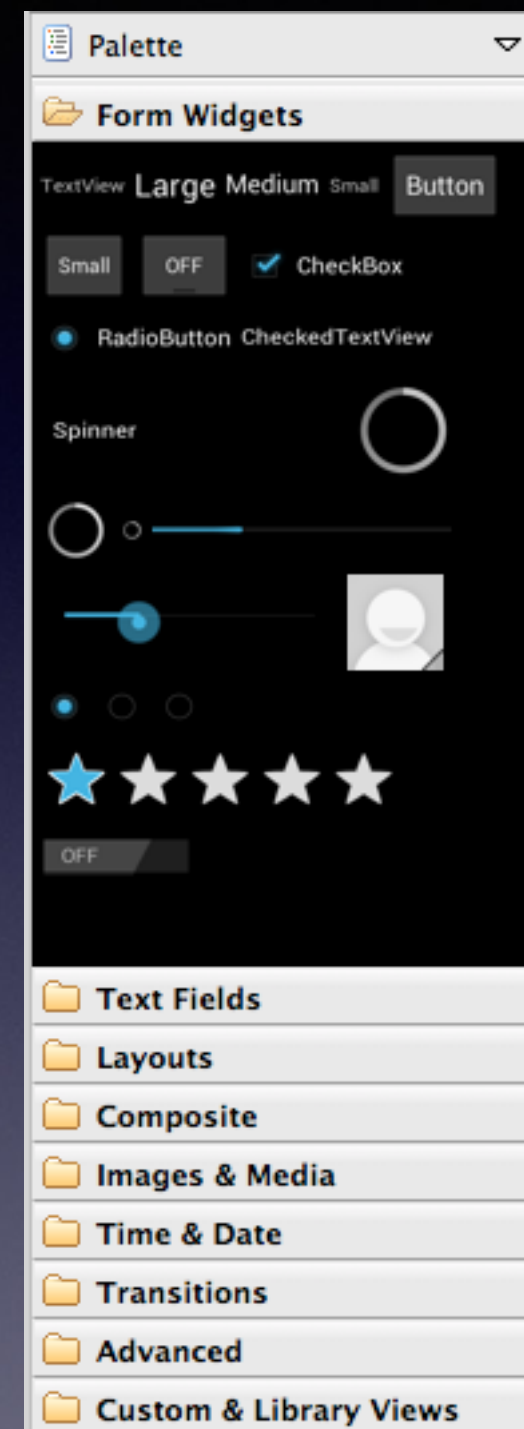 Palette
Form Widgets
TextView Large Medium Small Button
Small OFF CheckBox
RadioButton CheckedTextView
Spinner
OFF
Text Fields
Layouts
Composite
Images & Media
Time & Date
Transitions
Advanced
Custom & Library Views